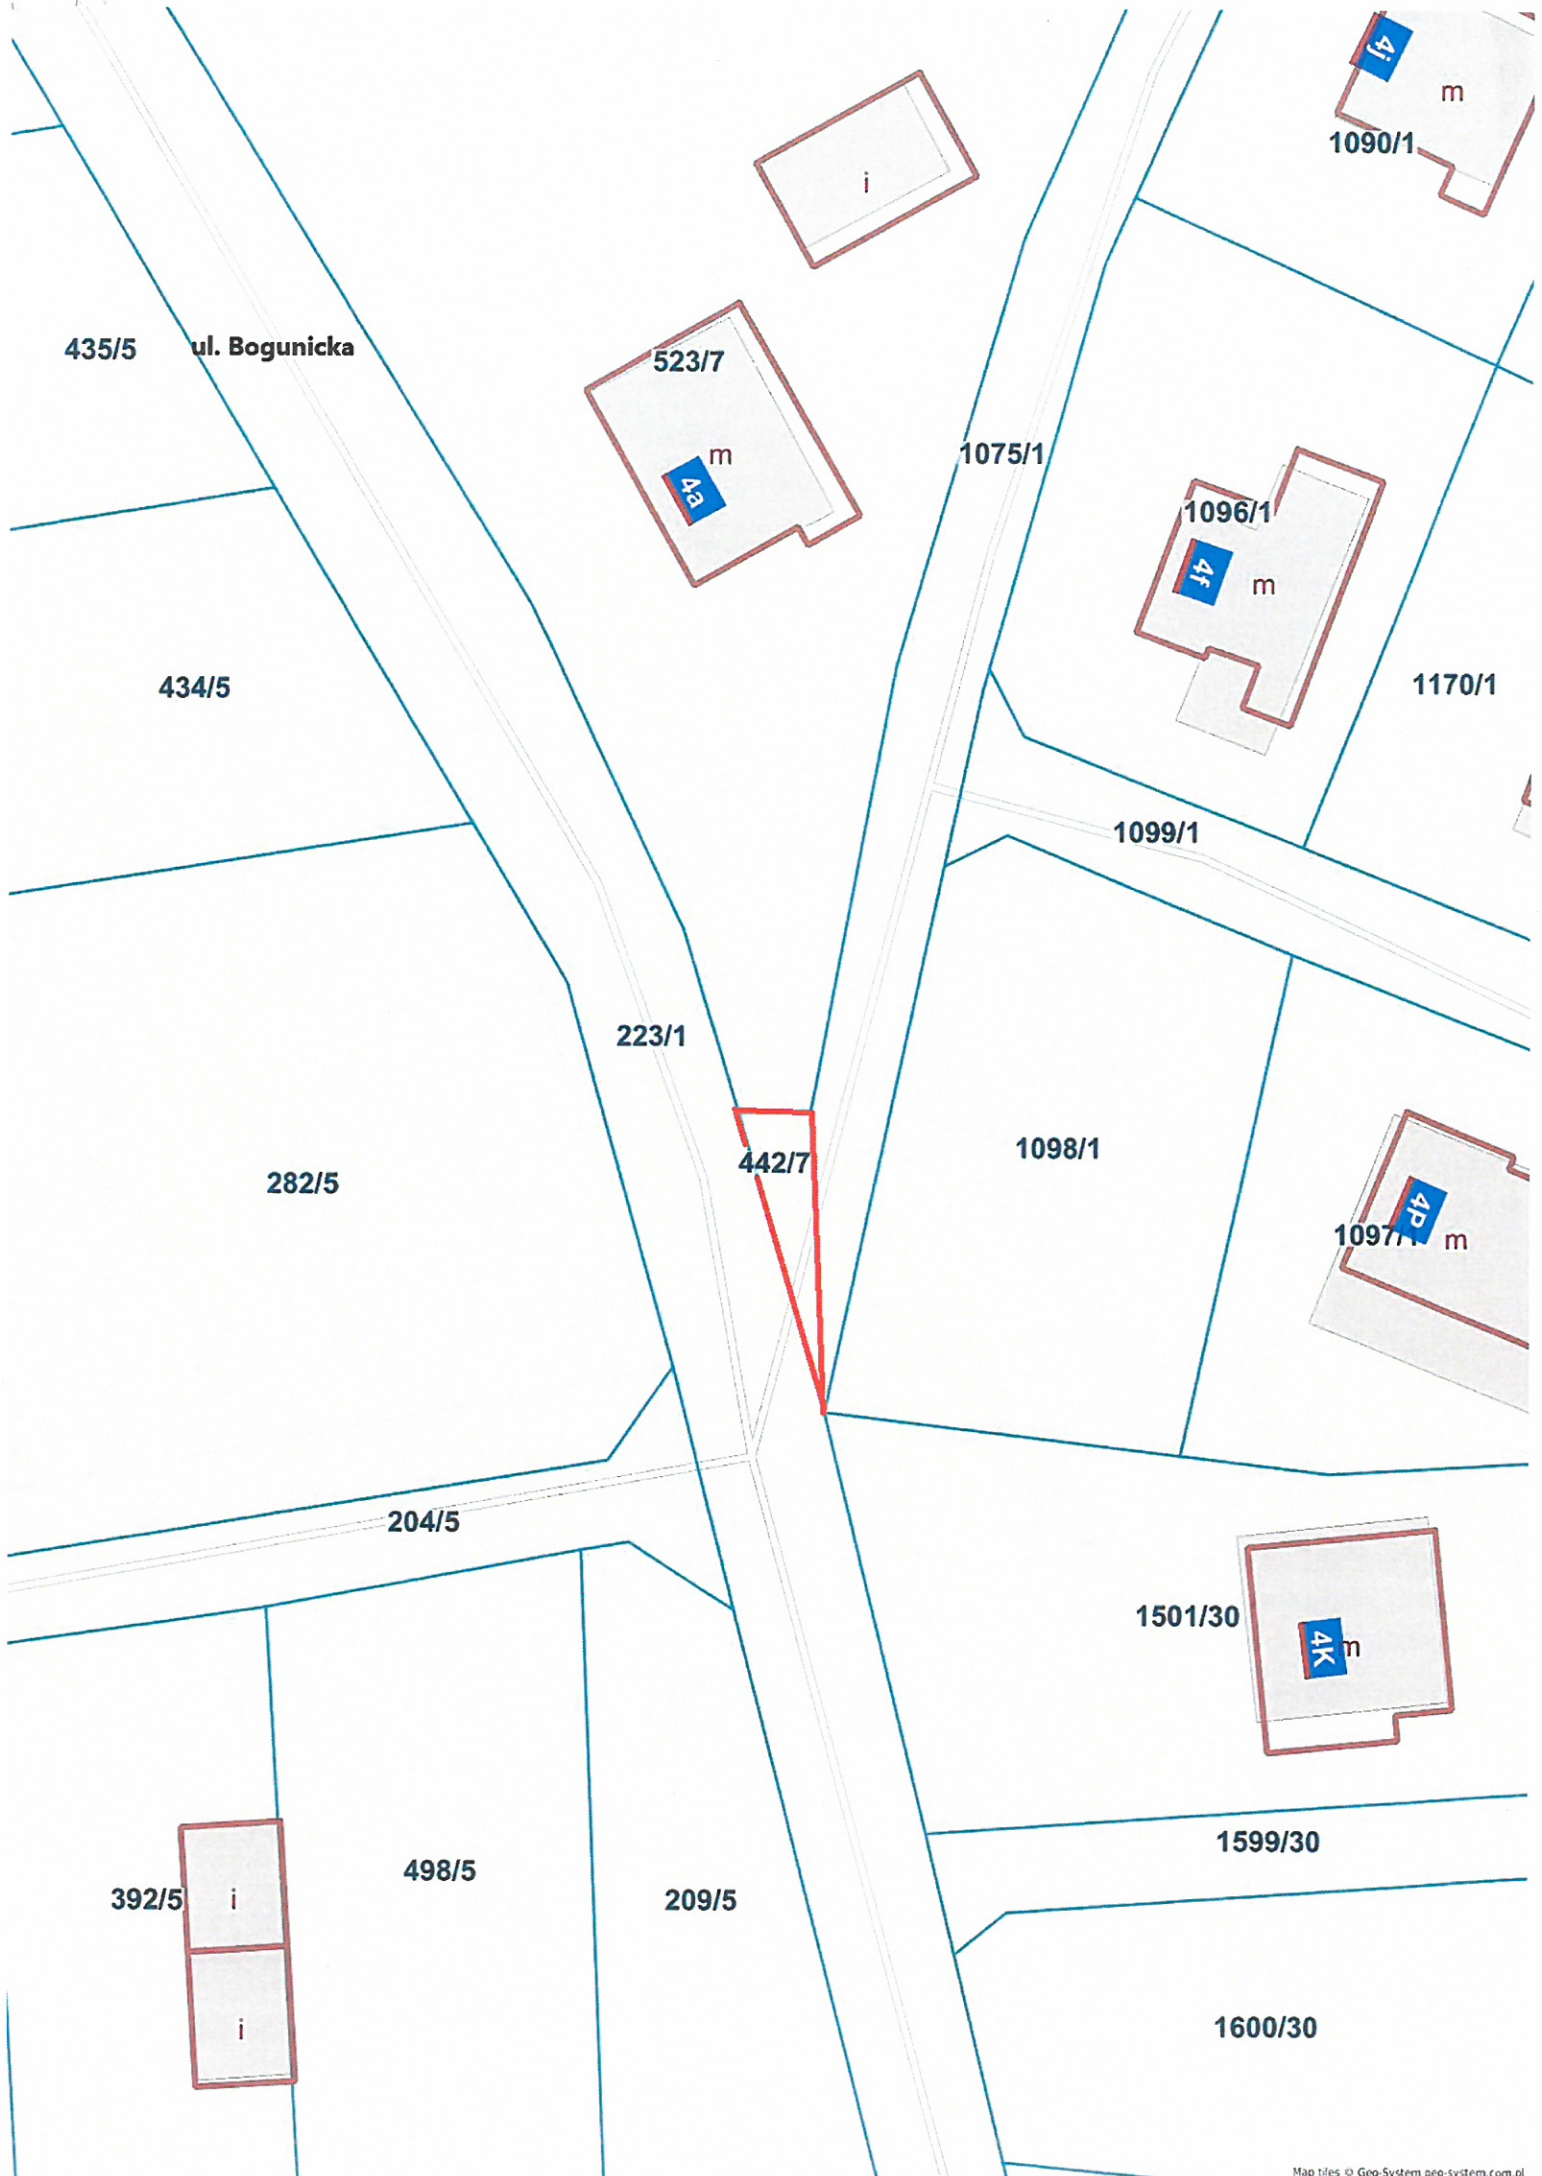 4j
m
1090/1
i
435/5
ul. Bogunicka
523/7
m
4a
1075/1
1096/1
4f
m
434/5
1170/1
1099/1
223/1
442/7
1098/1
282/5
4P
1097/1
m
204/5
1501/30
4K
m
1599/30
498/5
392/5
i
209/5
i
1600/30
Map tiles © Geo-System geo-system.com.pl